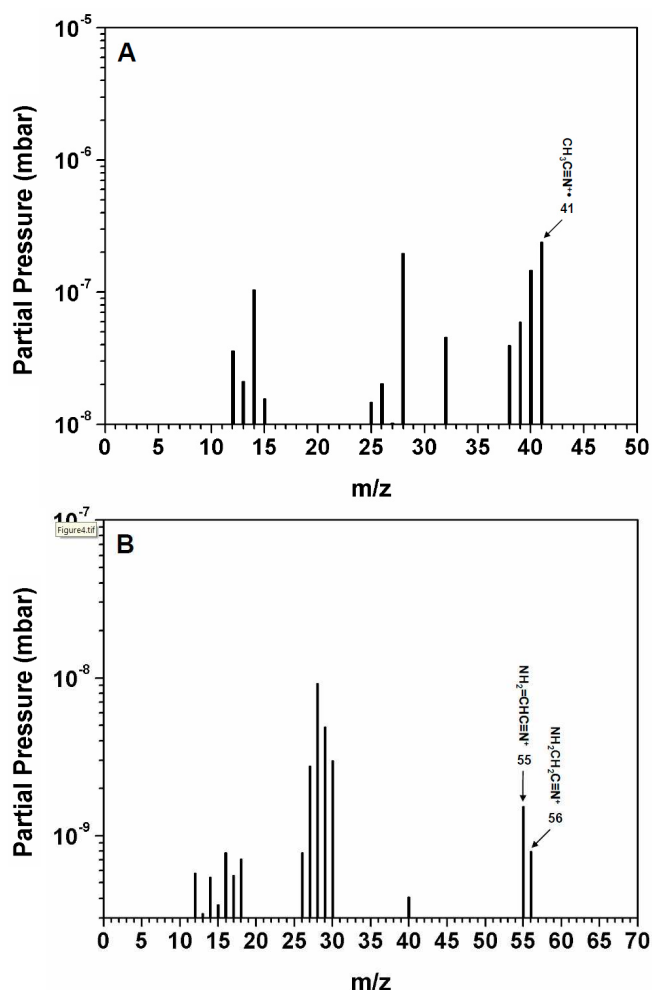 A
Partial Pressure (mbar)
10⁻⁵
10⁻⁶
10⁻⁷
10⁻⁸
CH₃C≡N⁺•
41
0 5 10 15 20 25 30 35 40 45 50
m/z
B
Partial Pressure (mbar)
10⁻⁷
Figure4.tif
10⁻⁸
10⁻⁹
NH₂=CHC≡N⁺
55
NH₂CH₂C≡N⁺
56
0 5 10 15 20 25 30 35 40 45 50 55 60 65 70
m/z